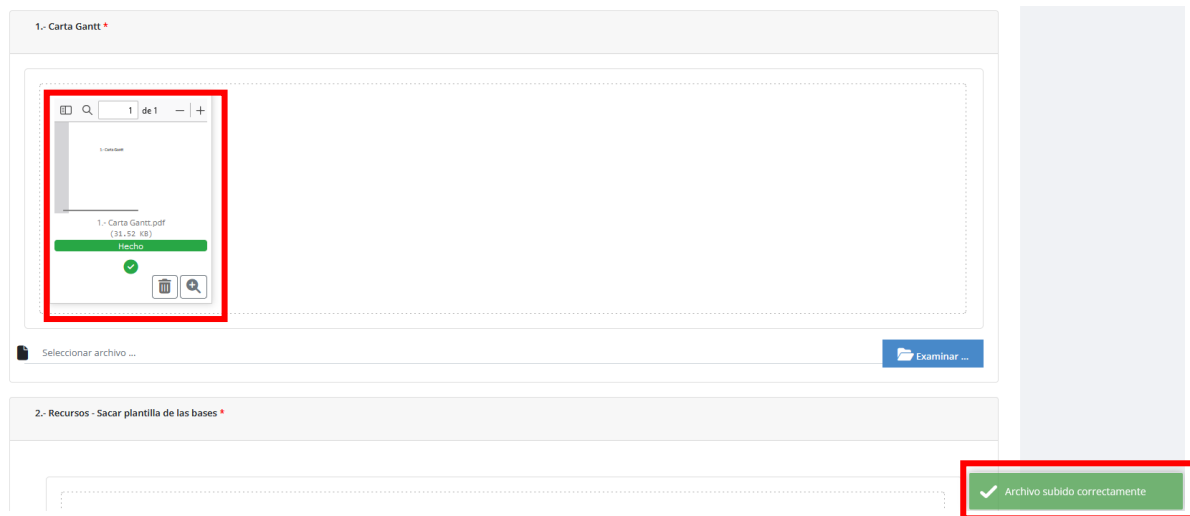 1.- Carta Gantt *
1 de 1
1.- Carta Gantt
1.- Carta Gantt.pdf
(31.52 KB)
Hecho
Seleccionar archivo ...
Examinar ...
2.- Recursos - Sacar plantilla de las bases *
Archivo subido correctamente